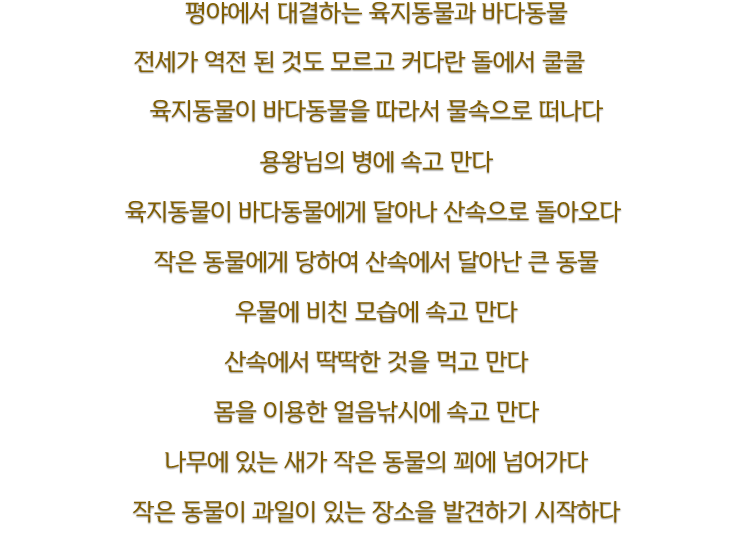 평야에서 대결하는 육지동물과 바다동물
전세가 역전 된 것도 모르고 커다란 돌에서 쿨쿨
육지동물이 바다동물을 따라서 물속으로 떠나다
용왕님의 병에 속고 만다
육지동물이 바다동물에게 달아나 산속으로 돌아오다
작은 동물에게 당하여 산속에서 달아난 큰 동물
우물에 비친 모습에 속고 만다
산속에서 딱딱한 것을 먹고 만다
몸을 이용한 얼음낚시에 속고 만다
나무에 있는 새가 작은 동물의 꾀에 넘어가다
작은 동물이 과일이 있는 장소을 발견하기 시작하다